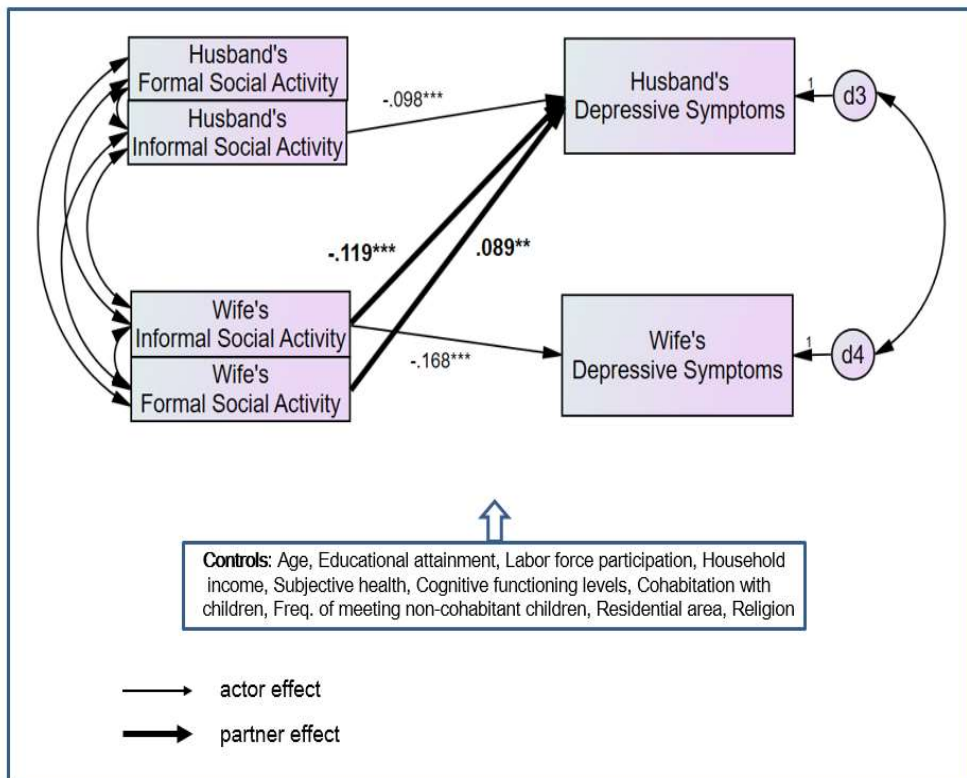 Husband's
Formal Social Activity
Husband's
Informal Social Activity
-.098***
Husband's
Depressive Symptoms
1
d3
-.119***
.089**
Wife's
Informal Social Activity
Wife's
Formal Social Activity
-.168***
Wife's
Depressive Symptoms
1
d4
Controls: Age, Educational attainment, Labor force participation, Household
income, Subjective health, Cognitive functioning levels, Cohabitation with
children, Freq. of meeting non-cohabitant children, Residential area, Religion
actor effect
partner effect